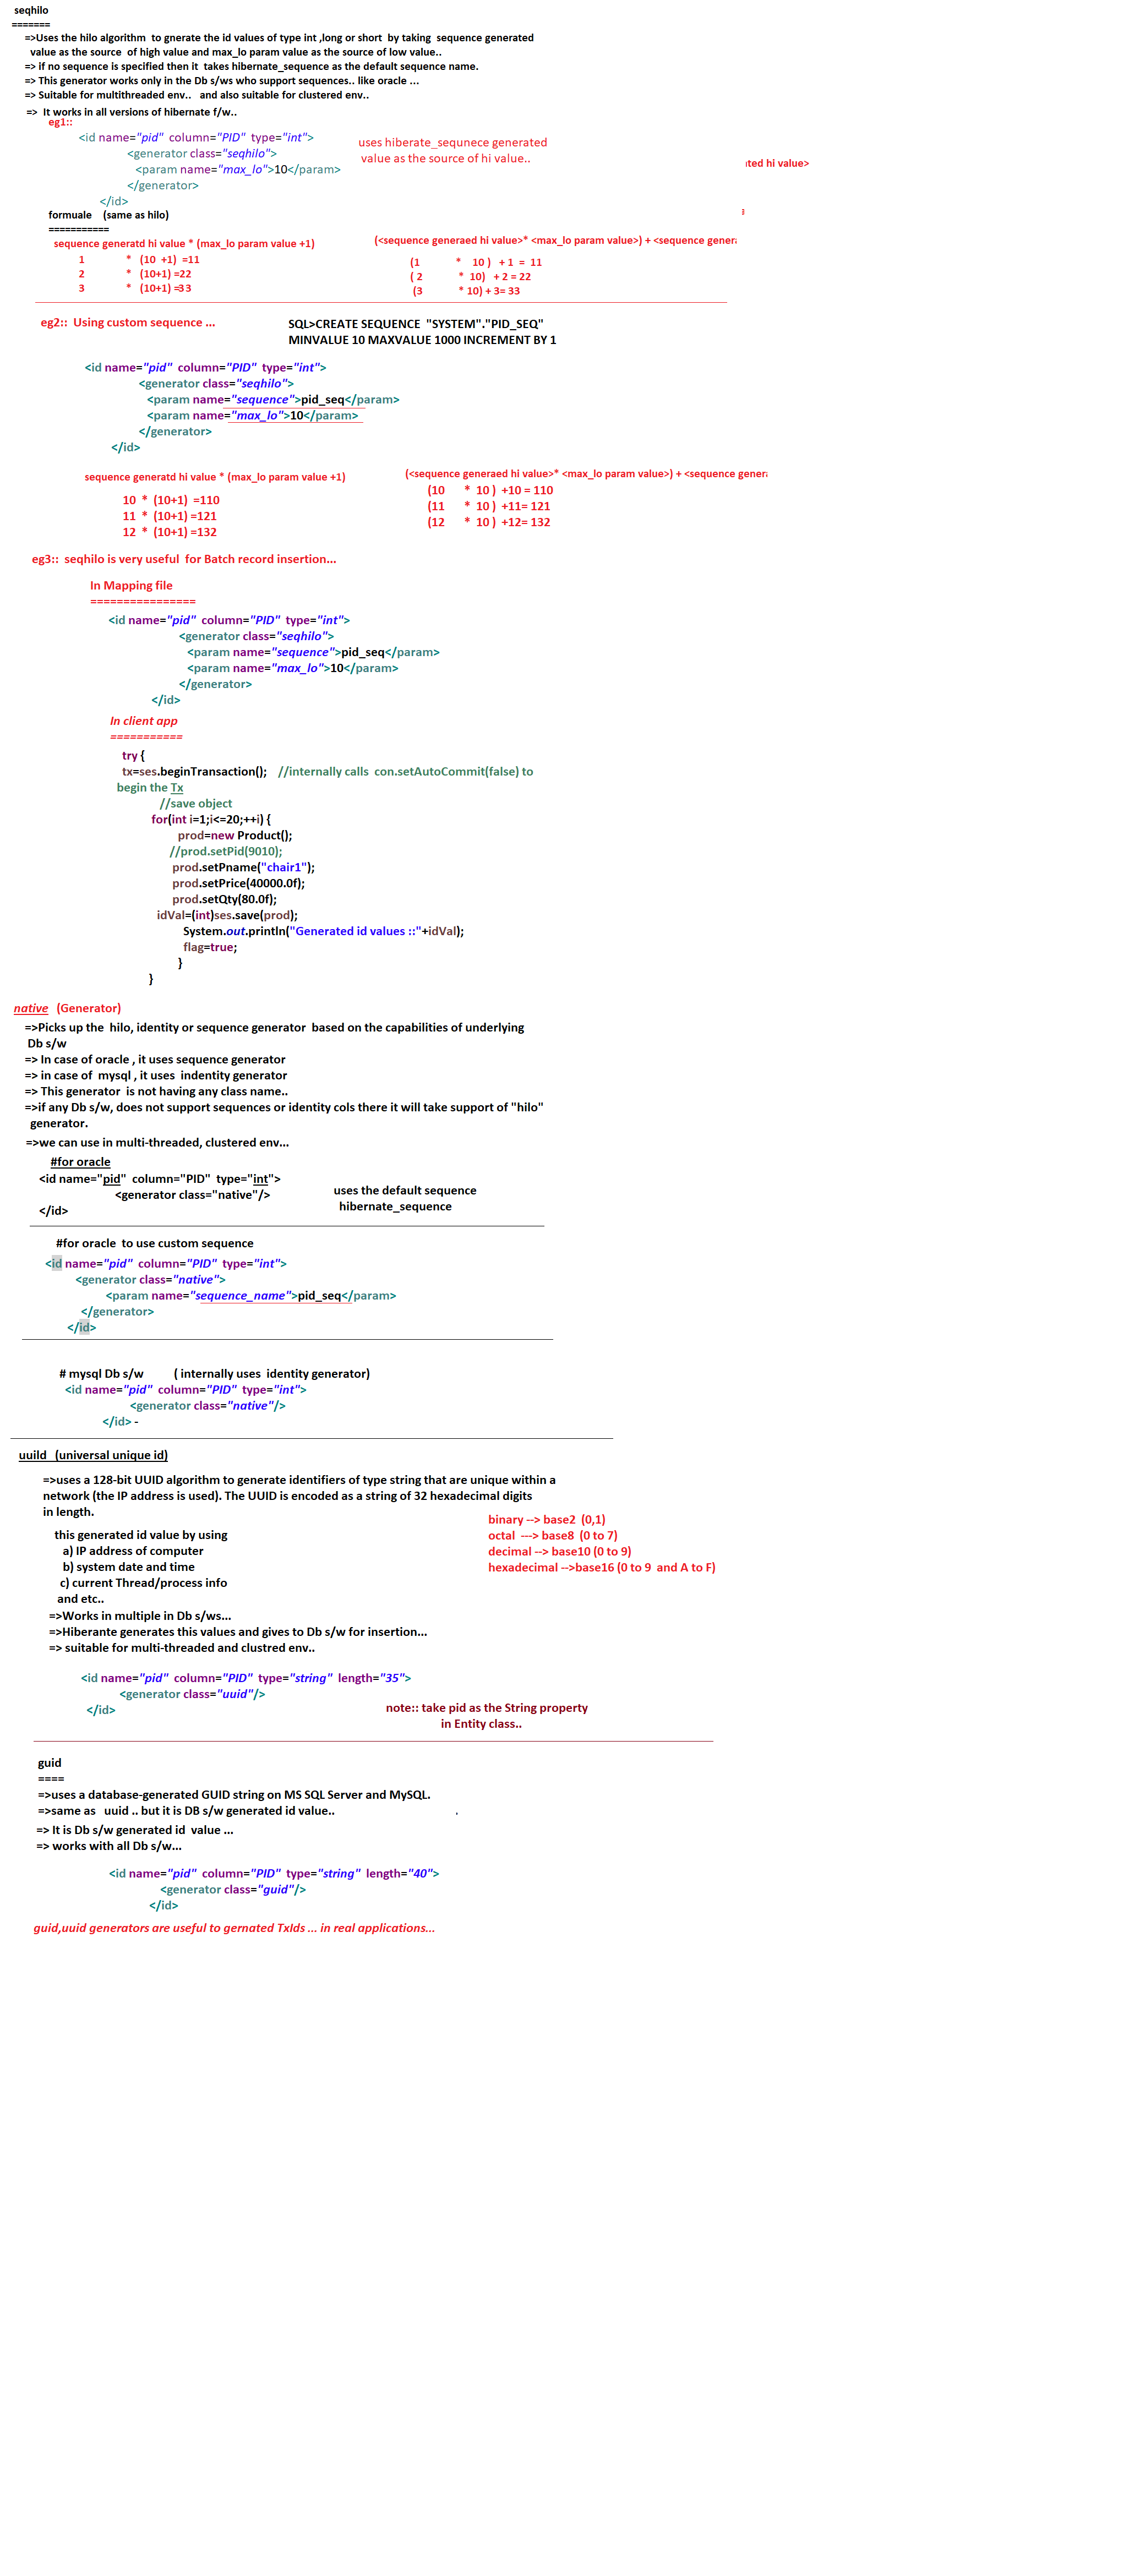 seqhilo
=======
=>Uses the hilo algorithm  to gnerate the id values of type int ,long or short  by taking  sequence generated
value as the source  of high value and max_lo param value as the source of low value..
=> if no sequence is specified then it  takes hibernate_sequence as the default sequence name.
=> This generator works only in the Db s/ws who support sequences.. like oracle ...
=> Suitable for multithreaded env..   and also suitable for clustered env..
=>  It works in all versions of hibernate f/w..
eg1::
<id name="pid"  column="PID"  type="int">
<generator class="seqhilo">
<param name="max_lo">10</param>
</generator>
</id>
uses hiberate_sequnece generated
value as the source of hi value..
ated hi value>
formuale    (same as hilo)
===========
sequence generatd hi value * (max_lo param value +1)
1               *   (10  +1)  =11
2               *   (10+1) =22
3               *   (10+1) =33
(<sequence generaed hi value>* <max_lo param value>) + <sequence genera
(1             *    10 )   + 1  =  11
( 2             *  10)   + 2 = 22
(3             * 10) + 3= 33
eg2::  Using custom sequence ...
SQL>CREATE SEQUENCE  "SYSTEM"."PID_SEQ"
MINVALUE 10 MAXVALUE 1000 INCREMENT BY 1
<id name="pid"  column="PID"  type="int">
<generator class="seqhilo">
<param name="sequence">pid_seq</param>
<param name="max_lo">10</param>
</generator>
</id>
sequence generatd hi value * (max_lo param value +1)
10  *  (10+1)  =110
11  *  (10+1) =121
12  *  (10+1) =132
(<sequence generaed hi value>* <max_lo param value>) + <sequence genera
(10      *  10 )  +10 = 110
(11      *  10 )  +11= 121
(12      *  10 )  +12= 132
eg3::  seqhilo is very useful  for Batch record insertion...
In Mapping file
================
<id name="pid"  column="PID"  type="int">
<generator class="seqhilo">
<param name="sequence">pid_seq</param>
<param name="max_lo">10</param>
</generator>
</id>
In client app
===========
try {
tx=ses.beginTransaction();   //internally calls  con.setAutoCommit(false) to
begin the Tx
//save object
for(int i=1;i<=20;++i) {
prod=new Product();
//prod.setPid(9010);
prod.setPname("chair1");
prod.setPrice(40000.0f);
prod.setQty(80.0f);
idVal=(int)ses.save(prod);
System.out.println("Generated id values ::"+idVal);
flag=true;
}
}
native   (Generator)
=>Picks up the  hilo, identity or sequence generator  based on the capabilities of underlying
Db s/w
=> In case of oracle , it uses sequence generator
=> in case of  mysql , it uses  indentity generator
=> This generator  is not having any class name..
=>if any Db s/w, does not support sequences or identity cols there it will take support of "hilo"
generator.
=>we can use in multi-threaded, clustered env...
#for oracle
<id name="pid"  column="PID"  type="int">
<generator class="native"/>
</id>
uses the default sequence
hibernate_sequence
#for oracle  to use custom sequence
<id name="pid"  column="PID"  type="int">
<generator class="native">
<param name="sequence_name">pid_seq</param>
</generator>
</id>
# mysql Db s/w         ( internally uses  identity generator)
<id name="pid"  column="PID"  type="int">
<generator class="native"/>
</id> -
uuild   (universal unique id)
=>uses a 128-bit UUID algorithm to generate identifiers of type string that are unique within a
network (the IP address is used). The UUID is encoded as a string of 32 hexadecimal digits
in length.
binary --> base2  (0,1)
octal  ---> base8  (0 to 7)
decimal --> base10 (0 to 9)
hexadecimal -->base16 (0 to 9  and A to F)
this generated id value by using
a) IP address of computer
b) system date and time
c) current Thread/process info
and etc..
=>Works in multiple in Db s/ws...
=>Hiberante generates this values and gives to Db s/w for insertion...
=> suitable for multi-threaded and clustred env..
<id name="pid"  column="PID"  type="string"  length="35">
<generator class="uuid"/>
</id>
note:: take pid as the String property
in Entity class..
guid
====
=>uses a database-generated GUID string on MS SQL Server and MySQL.
=>same as   uuid .. but it is DB s/w generated id value..
=> It is Db s/w generated id  value ...
=> works with all Db s/w...
<id name="pid"  column="PID"  type="string"  length="40">
<generator class="guid"/>
</id>
guid,uuid generators are useful to gernated TxIds ... in real applications...